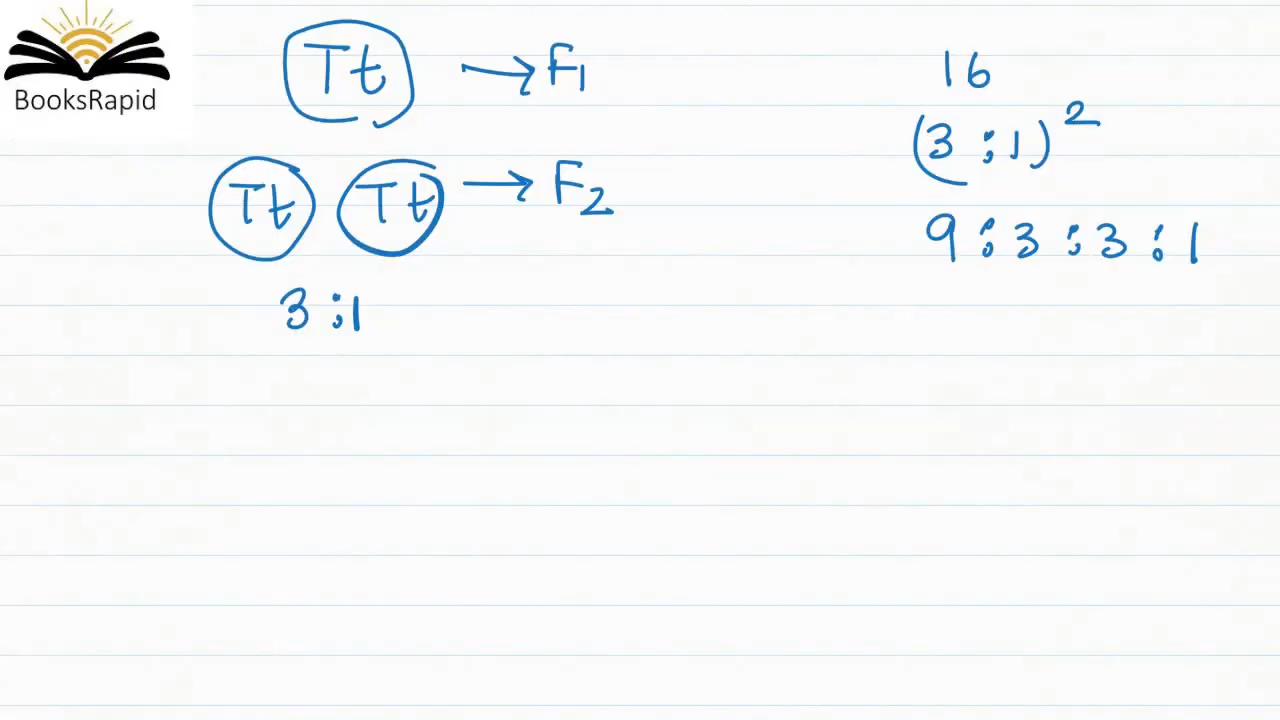 BooksRapid
Tt → F1
Tt Tt → F2
3 : 1
16
(3 : 1)²
9 : 3 : 3 : 1